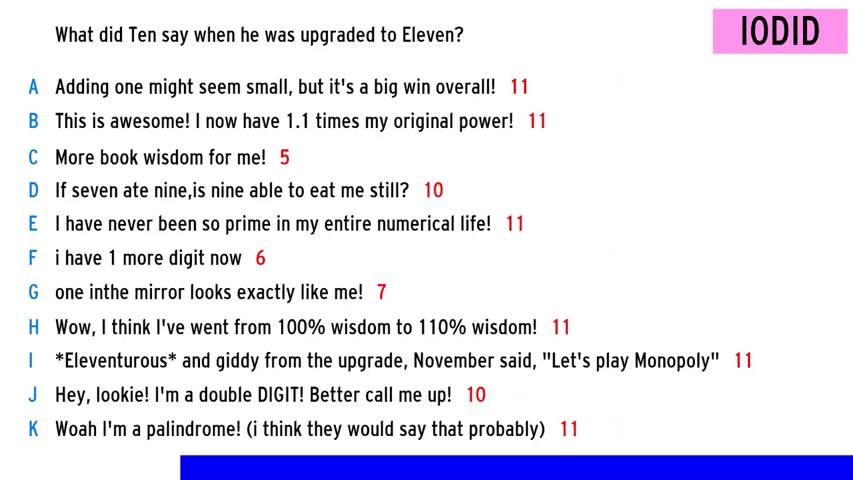 What did Ten say when he was upgraded to Eleven?
IODID
A Adding one might seem small, but it's a big win overall! 11
B This is awesome! I now have 1.1 times my original power! 11
C More book wisdom for me! 5
D If seven ate nine,is nine able to eat me still? 10
E I have never been so prime in my entire numerical life! 11
F i have 1 more digit now 6
G one inthe mirror looks exactly like me! 7
H Wow, I think I've went from 100% wisdom to 110% wisdom! 11
I *Eleventurous* and giddy from the upgrade, November said, "Let's play Monopoly" 11
J Hey, lookie! I'm a double DIGIT! Better call me up! 10
K Woah I'm a palindrome! (i think they would say that probably) 11